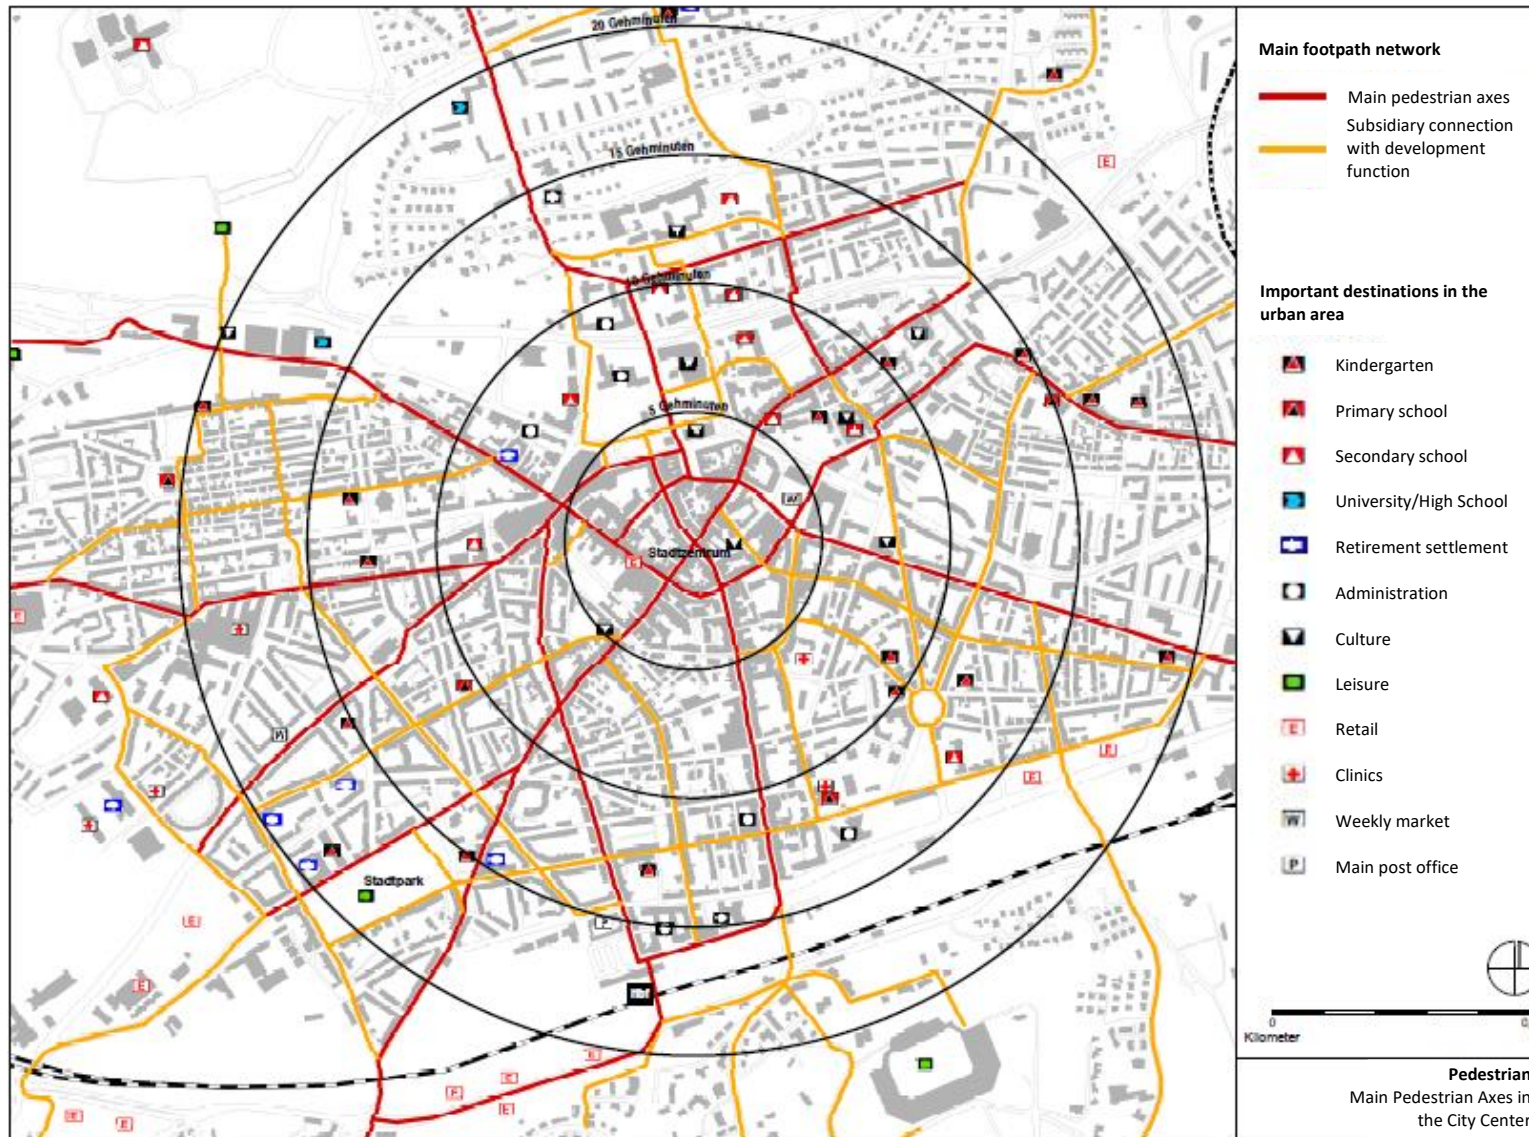 20 Gehminuten
15 Gehminuten
10 Gehminuten
5 Gehminuten
Stadtzentrum
Stadtpark
E
E
E
E
E
E
E
E
E
E
E
E
E
W
W
P
Main footpath network
Main pedestrian axes
Subsidiary connection
with development
function
Important destinations in the
urban area
Kindergarten
Primary school
Secondary school
University/High School
Retirement settlement
Administration
Culture
Leisure
E Retail
Clinics
W Weekly market
P Main post office
0
0,
Kilometer
Pedestrian
Main Pedestrian Axes in
the City Center